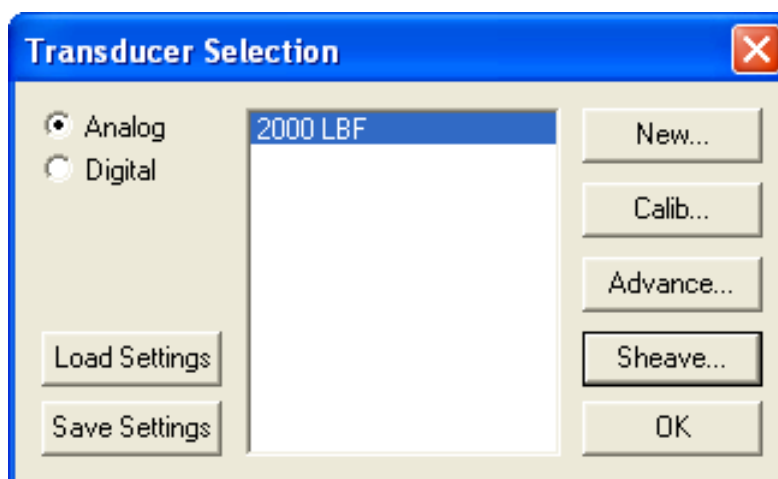 Transducer Selection
Analog
Digital
2000 LBF
New...
Calib...
Advance...
Load Settings
Sheave...
Save Settings
OK